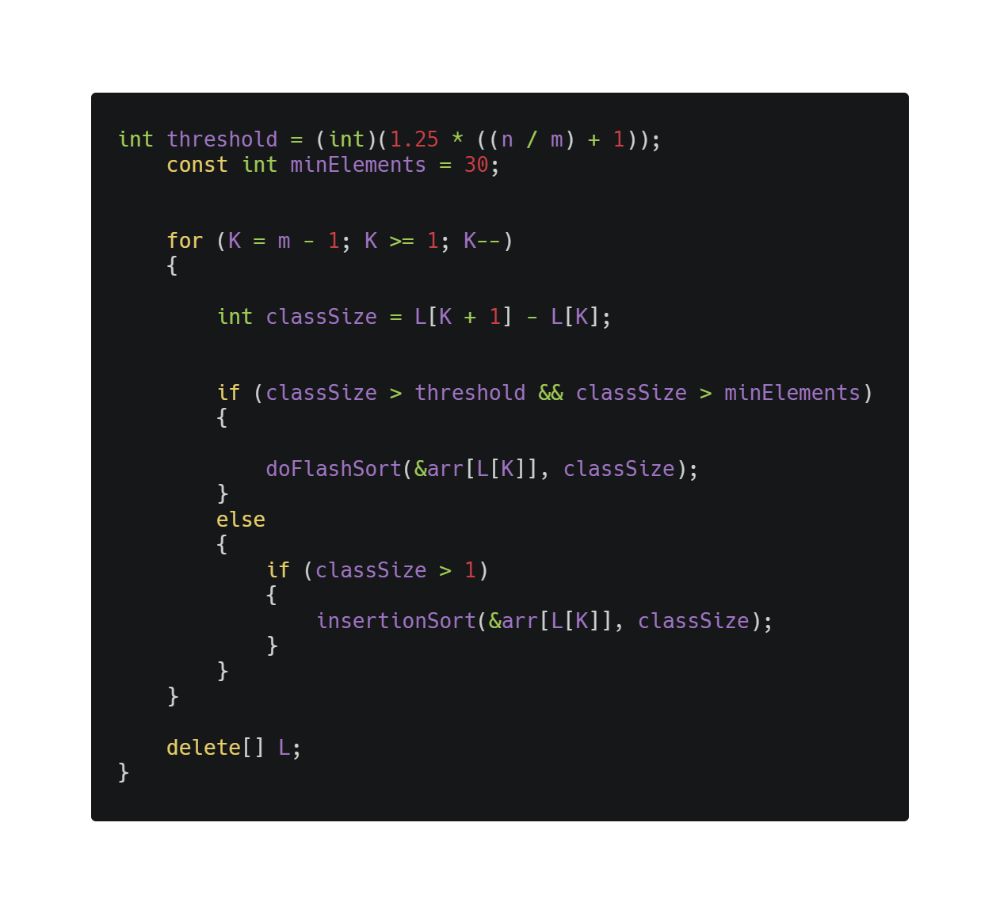 int threshold = (int)(1.25 * ((n / m) + 1));
    const int minElements = 30;
    for (K = m - 1; K >= 1; K--)
    {
        int classSize = L[K + 1] - L[K];
        if (classSize > threshold && classSize > minElements)
        {
            doFlashSort(&arr[L[K]], classSize);
        }
        else
        {
            if (classSize > 1)
            {
                insertionSort(&arr[L[K]], classSize);
            }
        }
    }
    delete[] L;
}